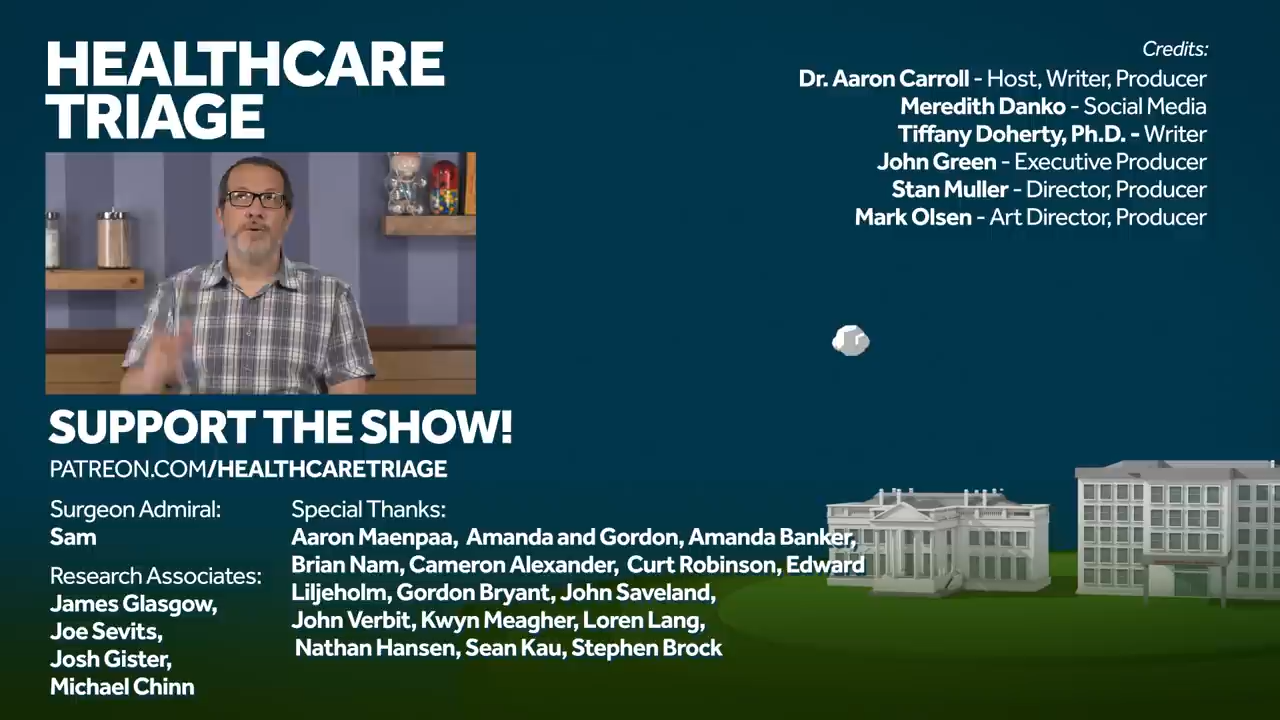 HEALTHCARE
TRIAGE
Credits:
Dr. Aaron Carroll - Host, Writer, Producer
Meredith Danko - Social Media
Tiffany Doherty, Ph.D. - Writer
John Green - Executive Producer
Stan Muller - Director, Producer
Mark Olsen - Art Director, Producer
SUPPORT THE SHOW!
PATREON.COM/HEALTHCARETRIAGE
Surgeon Admiral:
Sam
Research Associates:
James Glasgow,
Joe Sevits,
Josh Gister,
Michael Chinn
Special Thanks:
Aaron Maenpaa, Amanda and Gordon, Amanda Banker,
Brian Nam, Cameron Alexander, Curt Robinson, Edward
Liljeholm, Gordon Bryant, John Saveland,
John Verbit, Kwyn Meagher, Loren Lang,
Nathan Hansen, Sean Kau, Stephen Brock